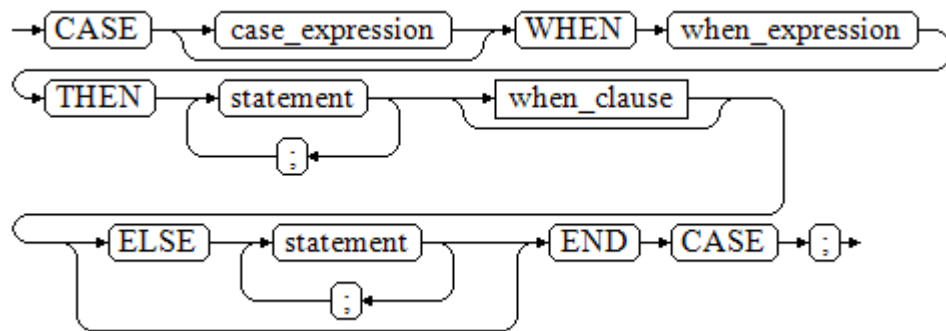 CASE case_expression WHEN when_expression
THEN statement when_clause
;
ELSE statement END CASE ;
;